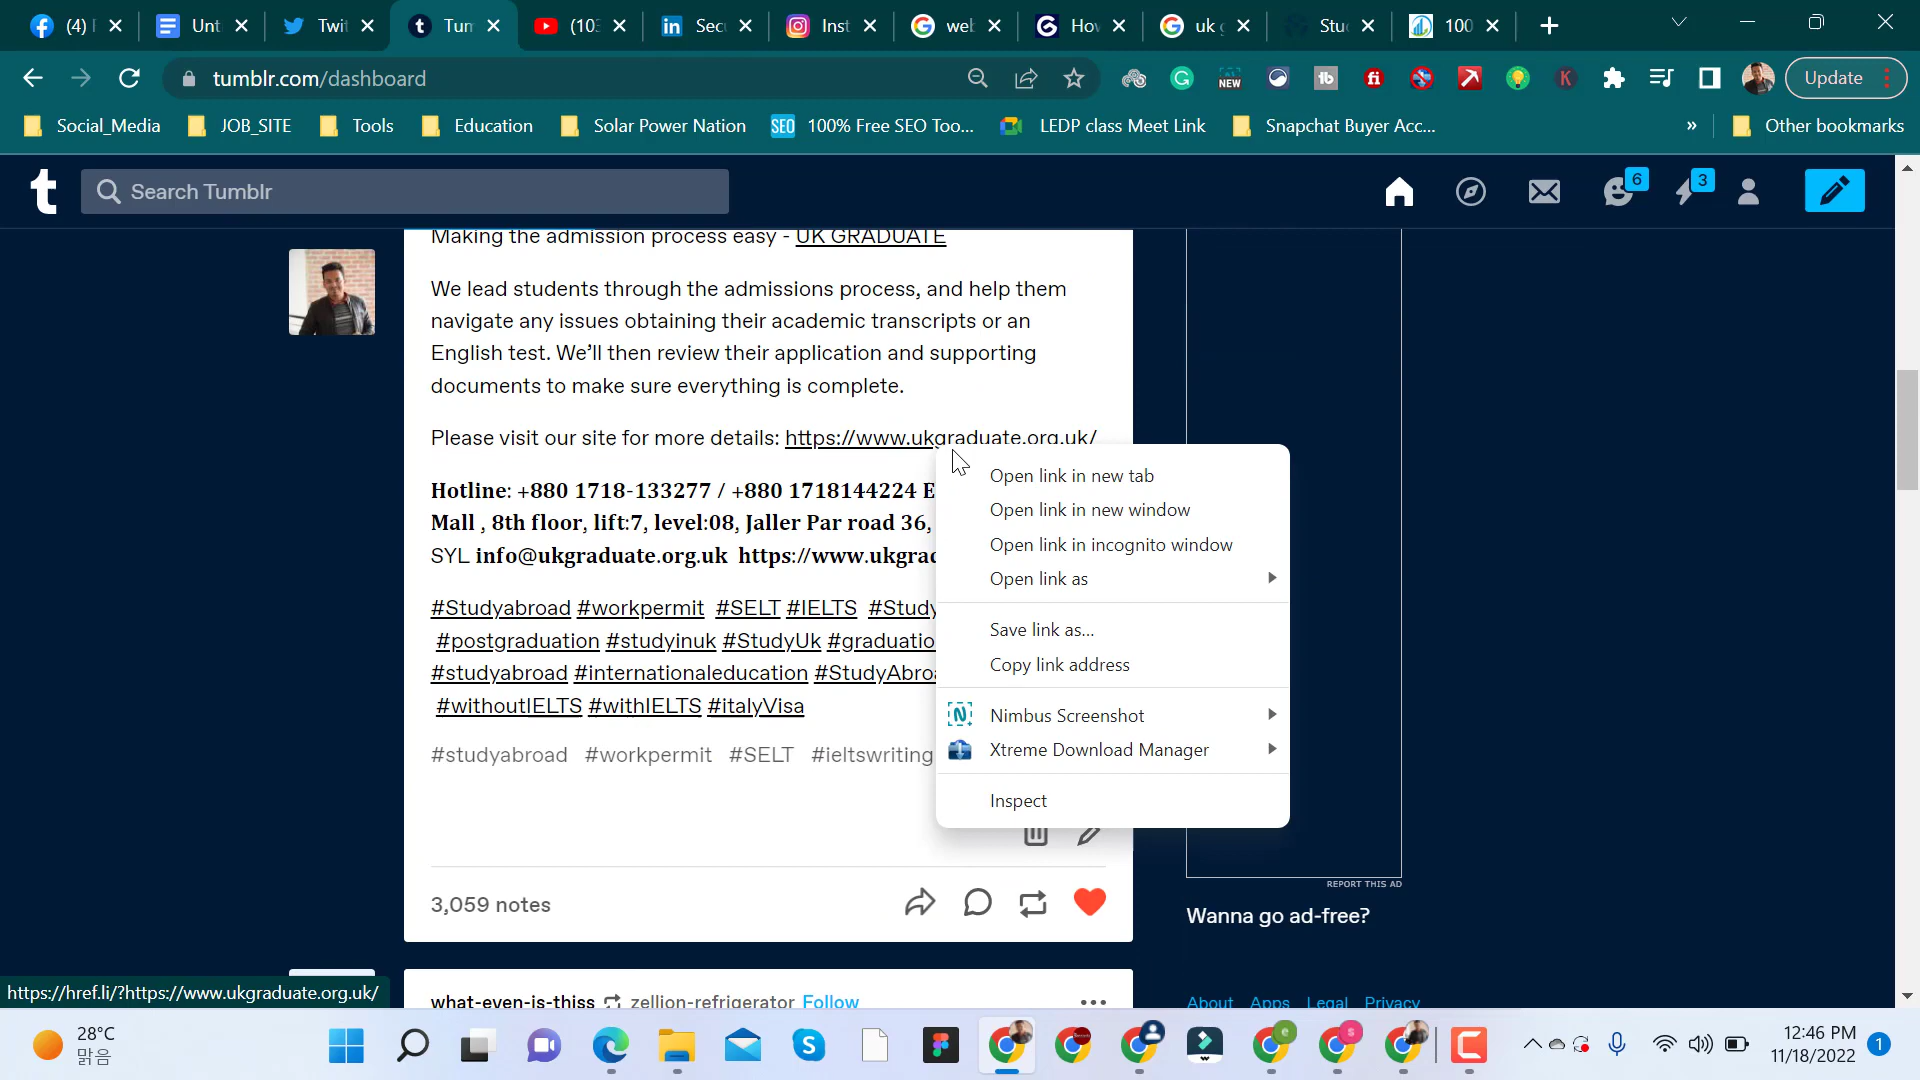 (4)
Unt
Twit
Tum
(103
Sec
Inst
web
How
uk g
Stud
100
tumblr.com/dashboard
NEW
Update
Social_Media
JOB_SITE
Tools
Education
Solar Power Nation
SEO 100% Free SEO Too...
LEDP class Meet Link
Snapchat Buyer Acc...
»
Other bookmarks
Search Tumblr
6
3
Making the admission process easy - UK GRADUATE
We lead students through the admissions process, and help them
navigate any issues obtaining their academic transcripts or an
English test. We’ll then review their application and supporting
documents to make sure everything is complete.
Please visit our site for more details: https://www.ukgraduate.org.uk/
Hotline: +880 1718-133277 / +880 1718144224 E
Mall , 8th floor, lift:7, level:08, Jaller Par road 36,
SYL info@ukgraduate.org.uk https://www.ukgrad
#Studyabroad #workpermit #SELT #IELTS #Study
#postgraduation #studyinuk #StudyUk #graduatio
#studyabroad #internationaleducation #StudyAbroa
#withoutIELTS #withIELTS #italyVisa
#studyabroad #workpermit #SELT #ieltswriting
Open link in new tab
Open link in new window
Open link in incognito window
Open link as
Save link as...
Copy link address
Nimbus Screenshot
Xtreme Download Manager
Inspect
3,059 notes
REPORT THIS AD
Wanna go ad-free?
what-even-is-thiss zellion-refrigerator Follow
About Apps Legal Privacy
https://href.li/?https://www.ukgraduate.org.uk/
28°C
맑음
12:46 PM
11/18/2022
1